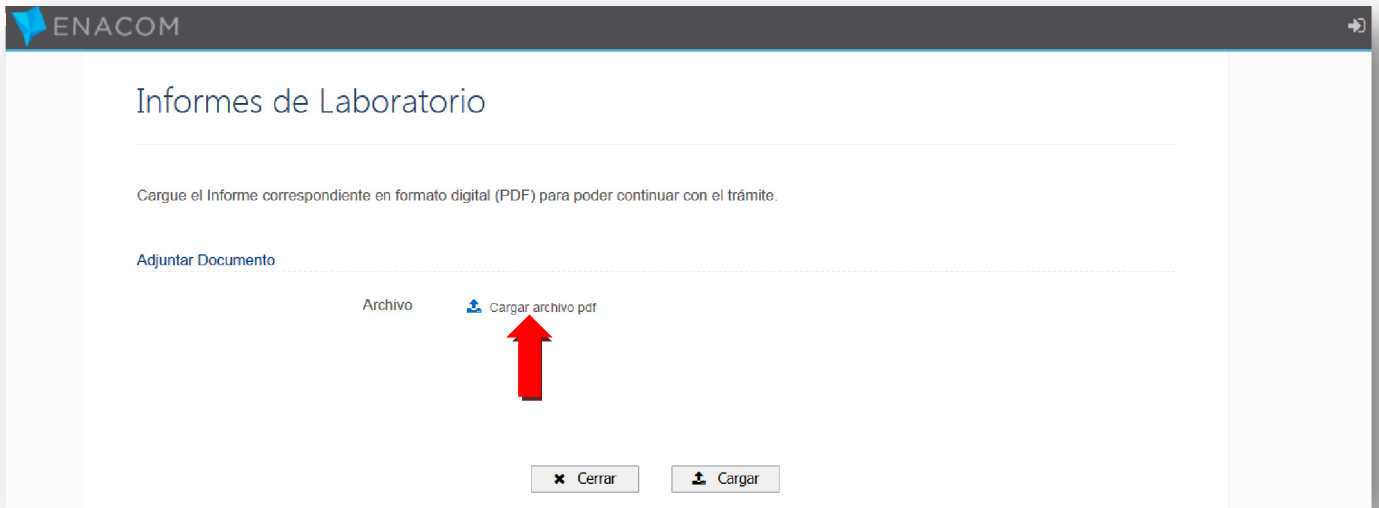 ENACOM
Informes de Laboratorio
Cargue el Informe correspondiente en formato digital (PDF) para poder continuar con el trámite.
Adjuntar Documento
Archivo Cargar archivo pdf
Cerrar Cargar